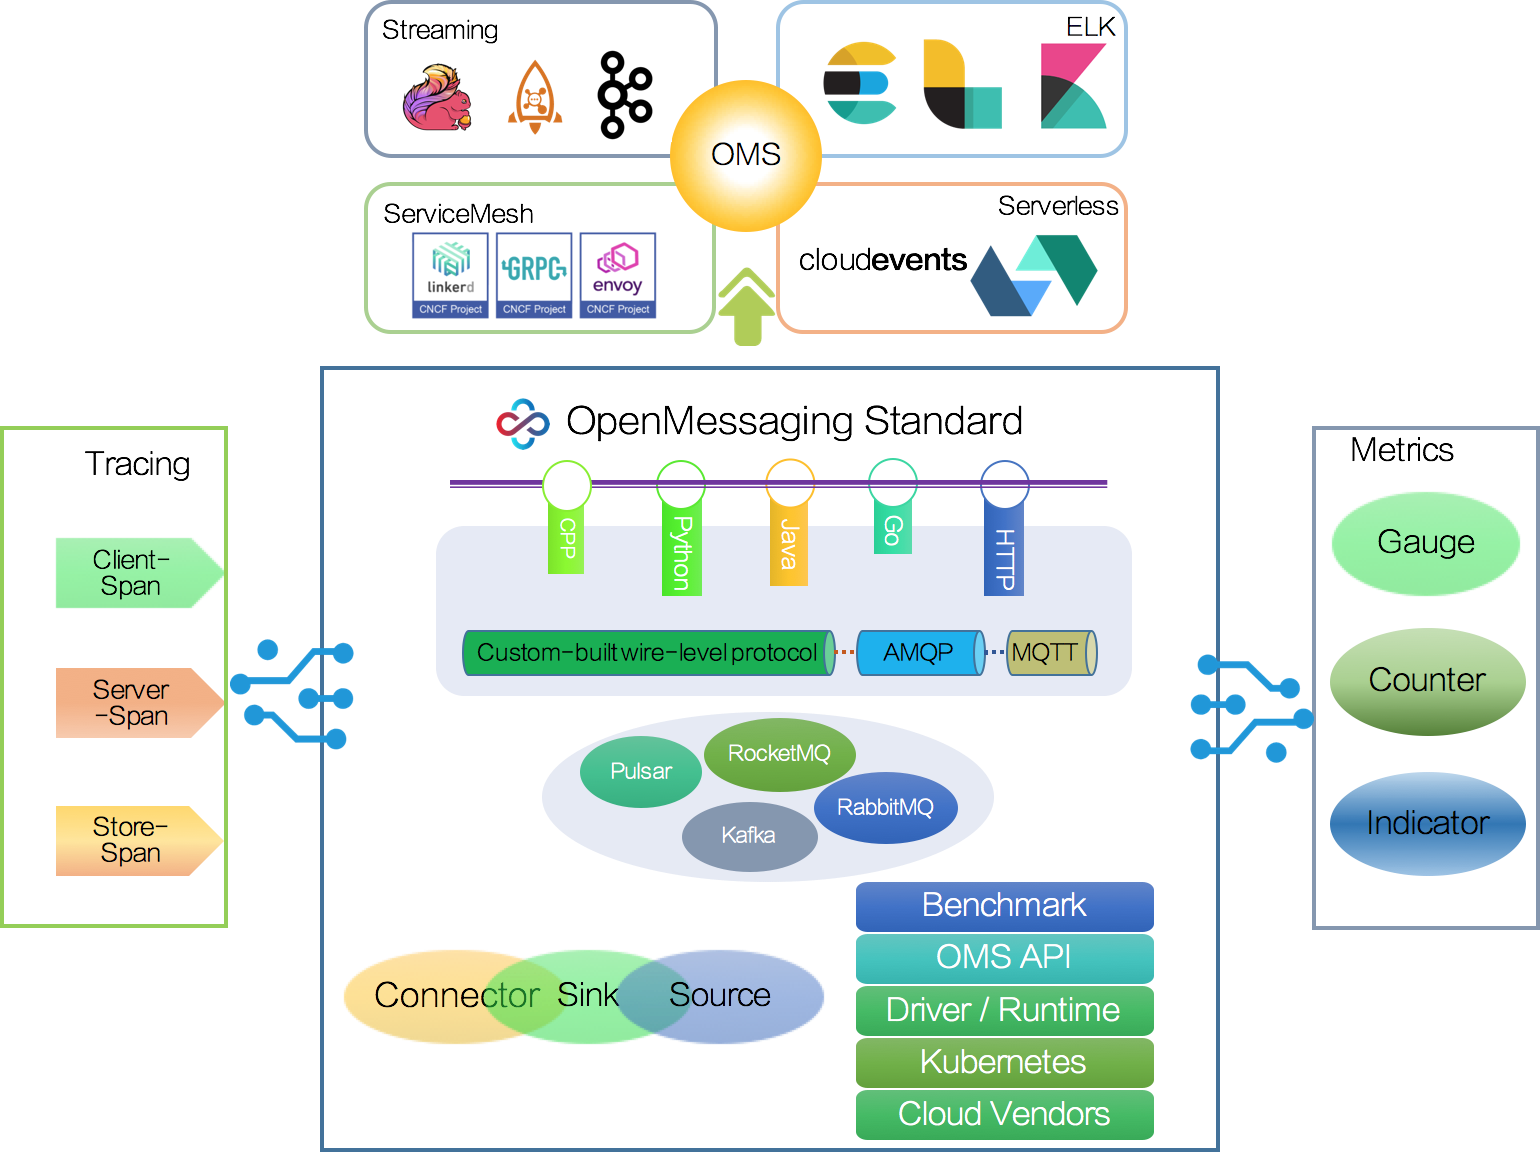 Streaming
ELK
OMS
ServiceMesh
linkerd
CNCF Project
GRPC
CNCF Project
envoy
CNCF Project
Serverless
cloudevents
OpenMessaging Standard
CPP
Python
Java
Go
HTTP
Custom-built wire-level protocol
AMQP
MQTT
Pulsar
RocketMQ
RabbitMQ
Kafka
Connector
Sink
Source
Benchmark
OMS API
Driver / Runtime
Kubernetes
Cloud Vendors
Tracing
Client-
Span
Server
-Span
Store-
Span
Metrics
Gauge
Counter
Indicator